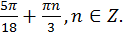 5π/18 + πn/3, n ∈ Z.